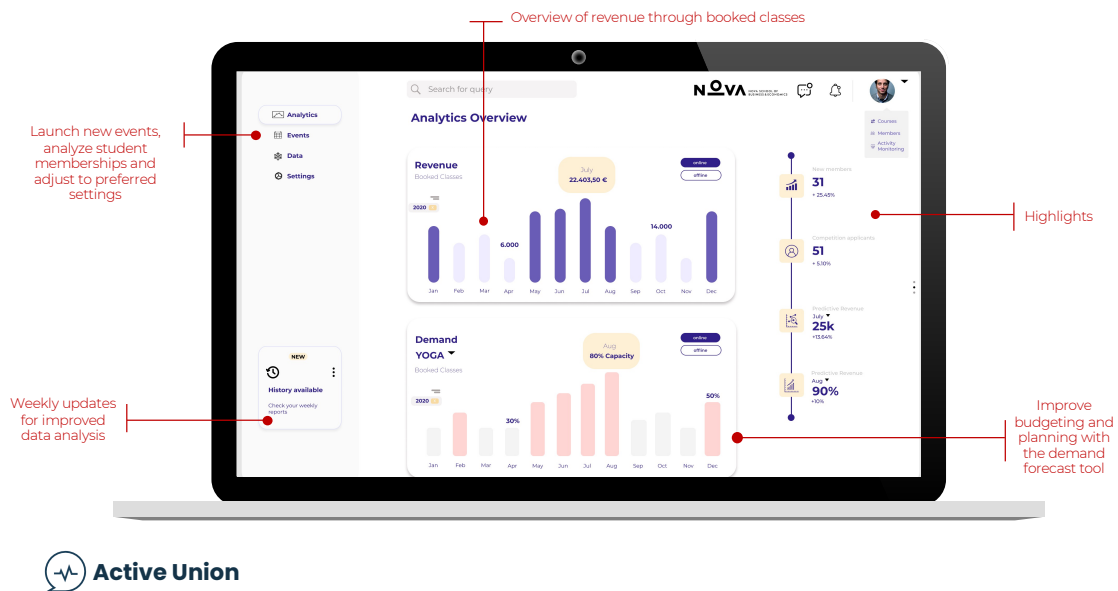 Overview of revenue through booked classes
Search for query
NOVA
NOVA SCHOOL OF
BUSINESS & ECONOMICS
Analytics
Events
Data
Settings
Analytics Overview
Courses
Members
Activity
Monitoring
Launch new events,
analyze student
memberships and
adjust to preferred
settings
Revenue
Booked Classes
July
22.403,50 €
online
offline
2020
6.000
14.000
Jan Feb Mar Apr May Jun Jul Aug Sep Oct Nov Dec
New members
31
+ 25.45%
Competition applicants
51
+ 5,10%
Predictive Revenue
July
25k
+13.64%
Predictive Revenue
Aug
90%
+10%
Highlights
Demand
YOGA
Booked Classes
Aug
80% Capacity
online
offline
2020
30%
50%
Jan Feb Mar Apr May Jun Jul Aug Sep Oct Nov Dec
NEW
History available
Check your weekly
reports
Weekly updates
for improved
data analysis
Improve
budgeting and
planning with
the demand
forecast tool
Active Union